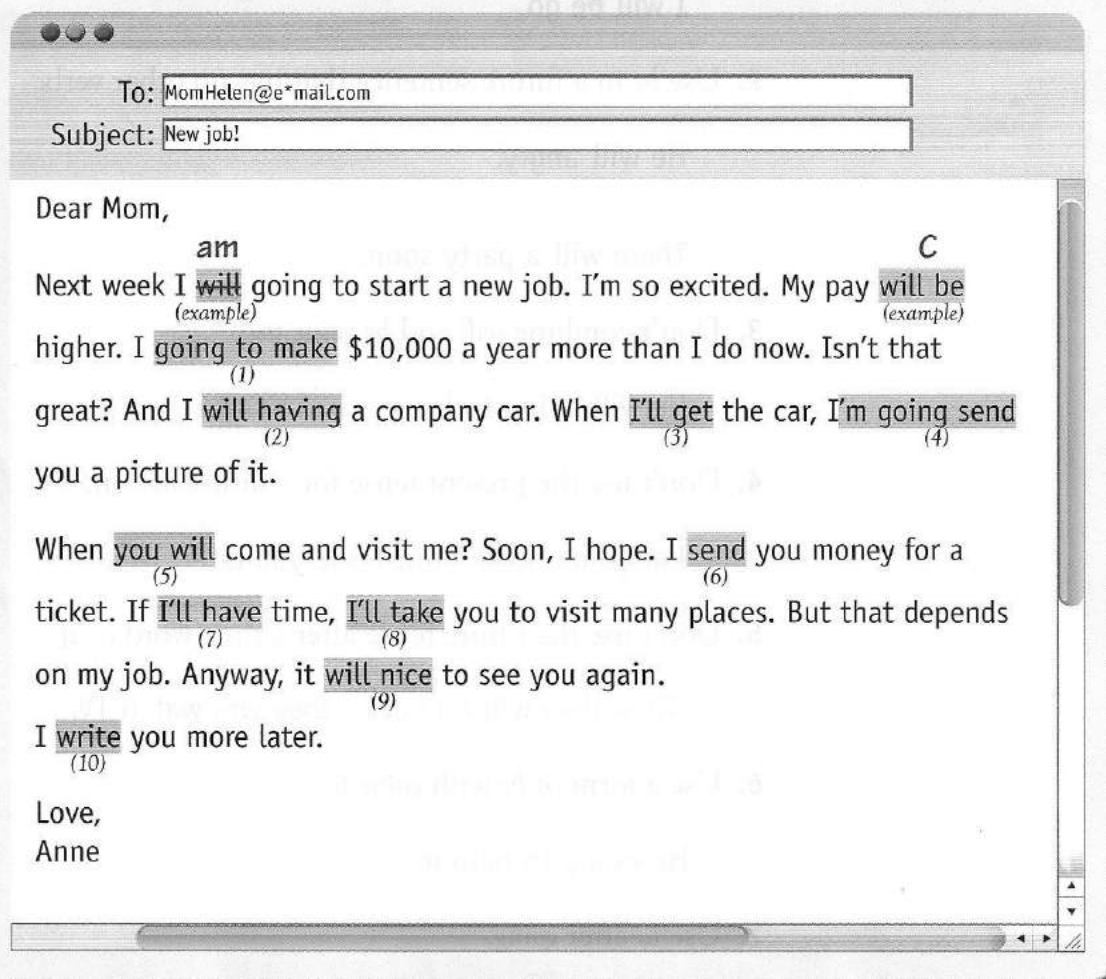 To: MomHelen@e*mail.com
Subject: New job!
Dear Mom,
am C
Next week I will going to start a new job. I'm so excited. My pay will be
(example) (example)
higher. I going to make $10,000 a year more than I do now. Isn't that
(1)
great? And I will having a company car. When I'll get the car, I'm going send
(2) (3) (4)
you a picture of it.
When you will come and visit me? Soon, I hope. I send you money for a
(5) (6)
ticket. If I'll have time, I'll take you to visit many places. But that depends
(7) (8)
on my job. Anyway, it will nice to see you again.
(9)
I write you more later.
(10)
Love,
Anne